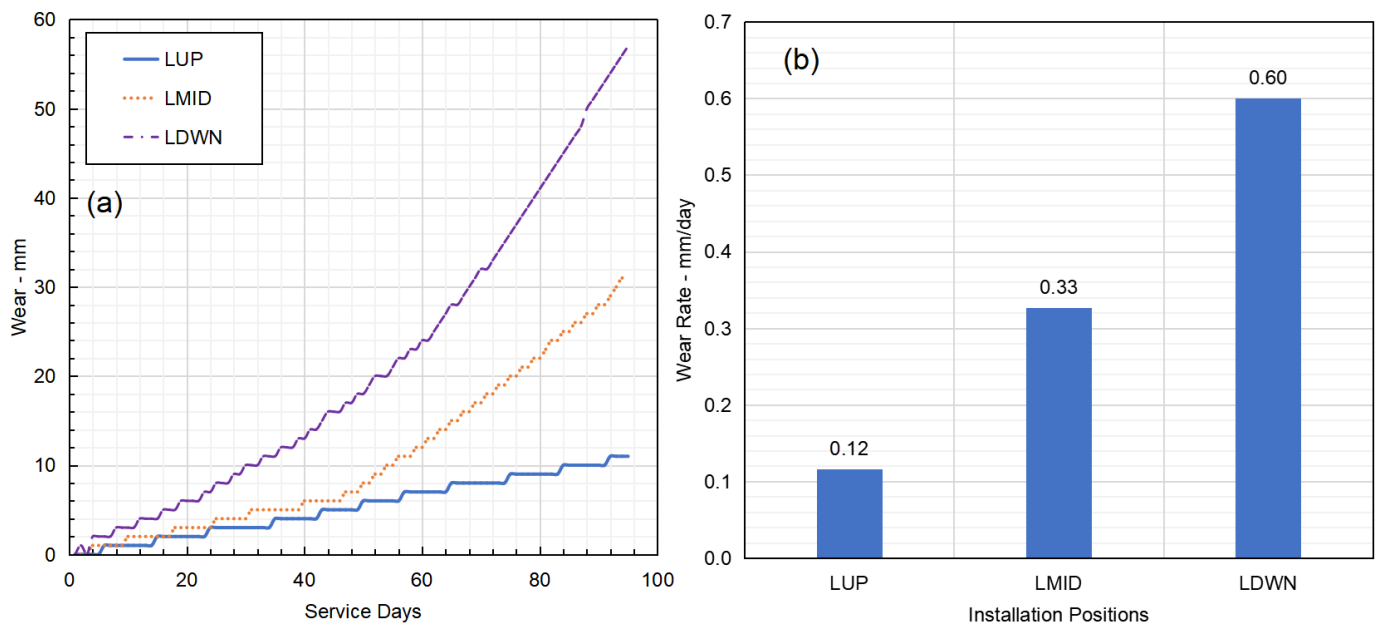 60
50
40
30
20
10
0
LUP
LMID
LDWN
(a)
Wear - mm
0 20 40 60 80 100
Service Days
0.7
0.6
0.5
0.4
0.3
0.2
0.1
0.0
(b)
0.12
0.33
0.60
Wear Rate - mm/day
LUP LMID LDWN
Installation Positions